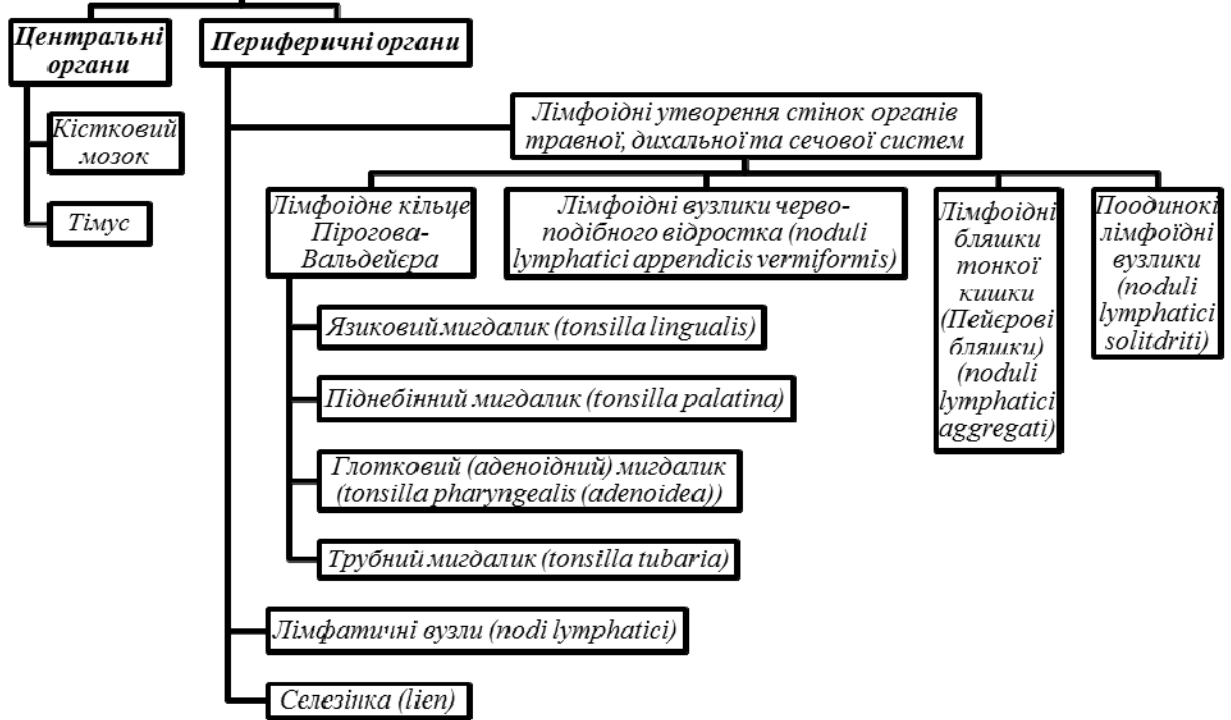 Центральні
органи
Периферичні органи
Кістковий
мозок
Тімус
Лімфоїдні утворення стінок органів
травної, дихальної та сечової систем
Лімфоїдне кільце
Пірогова-
Вальдейєра
Лімфоїдні вузлики черво-
подібного відростка (noduli
lymphatici appendicis vermiformis)
Лімфоїдні
бляшки
тонкої
кишки
(Пейєрові
бляшки)
(noduli
lymphatici
aggregati)
Поодинокі
лімфоїдні
вузлики
(noduli
lymphatici
solitdriti)
Язиковий мигдалик (tonsilla lingualis)
Піднебінний мигдалик (tonsilla palatina)
Глотковий (аденоїдний) мигдалик
(tonsilla pharyngealis (adenoidea))
Трубний мигдалик (tonsilla tubaria)
Лімфатичні вузли (nodi lymphatici)
Селезінка (lien)